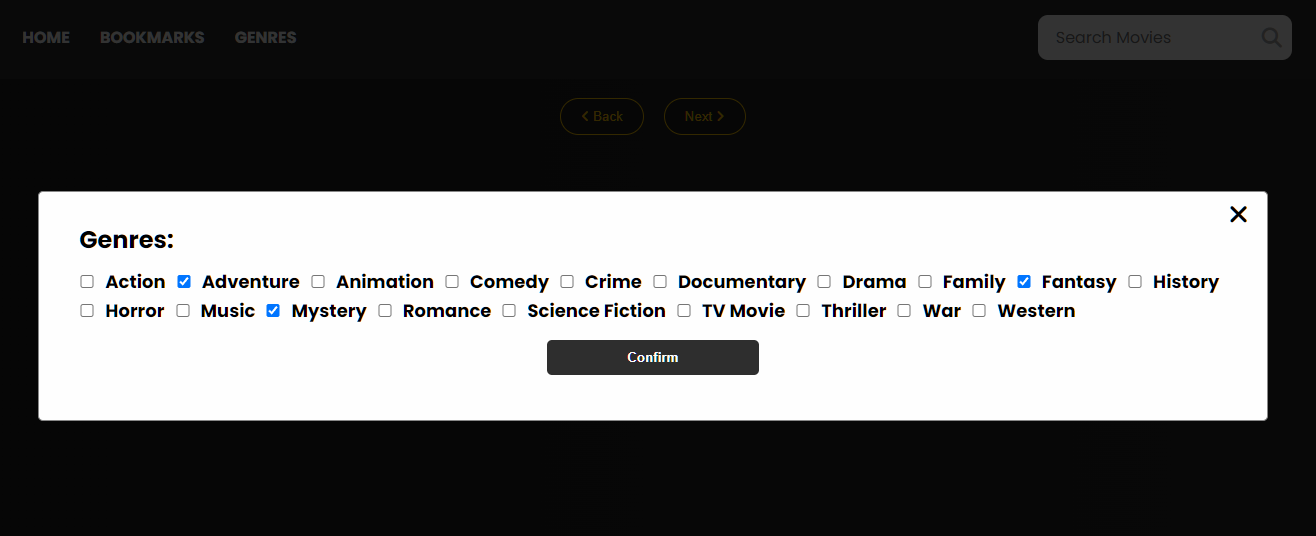 HOME BOOKMARKS GENRES Search Movies
Back Next
Genres:
Action Adventure Animation Comedy Crime Documentary Drama Family Fantasy History
Horror Music Mystery Romance Science Fiction TV Movie Thriller War Western
Confirm